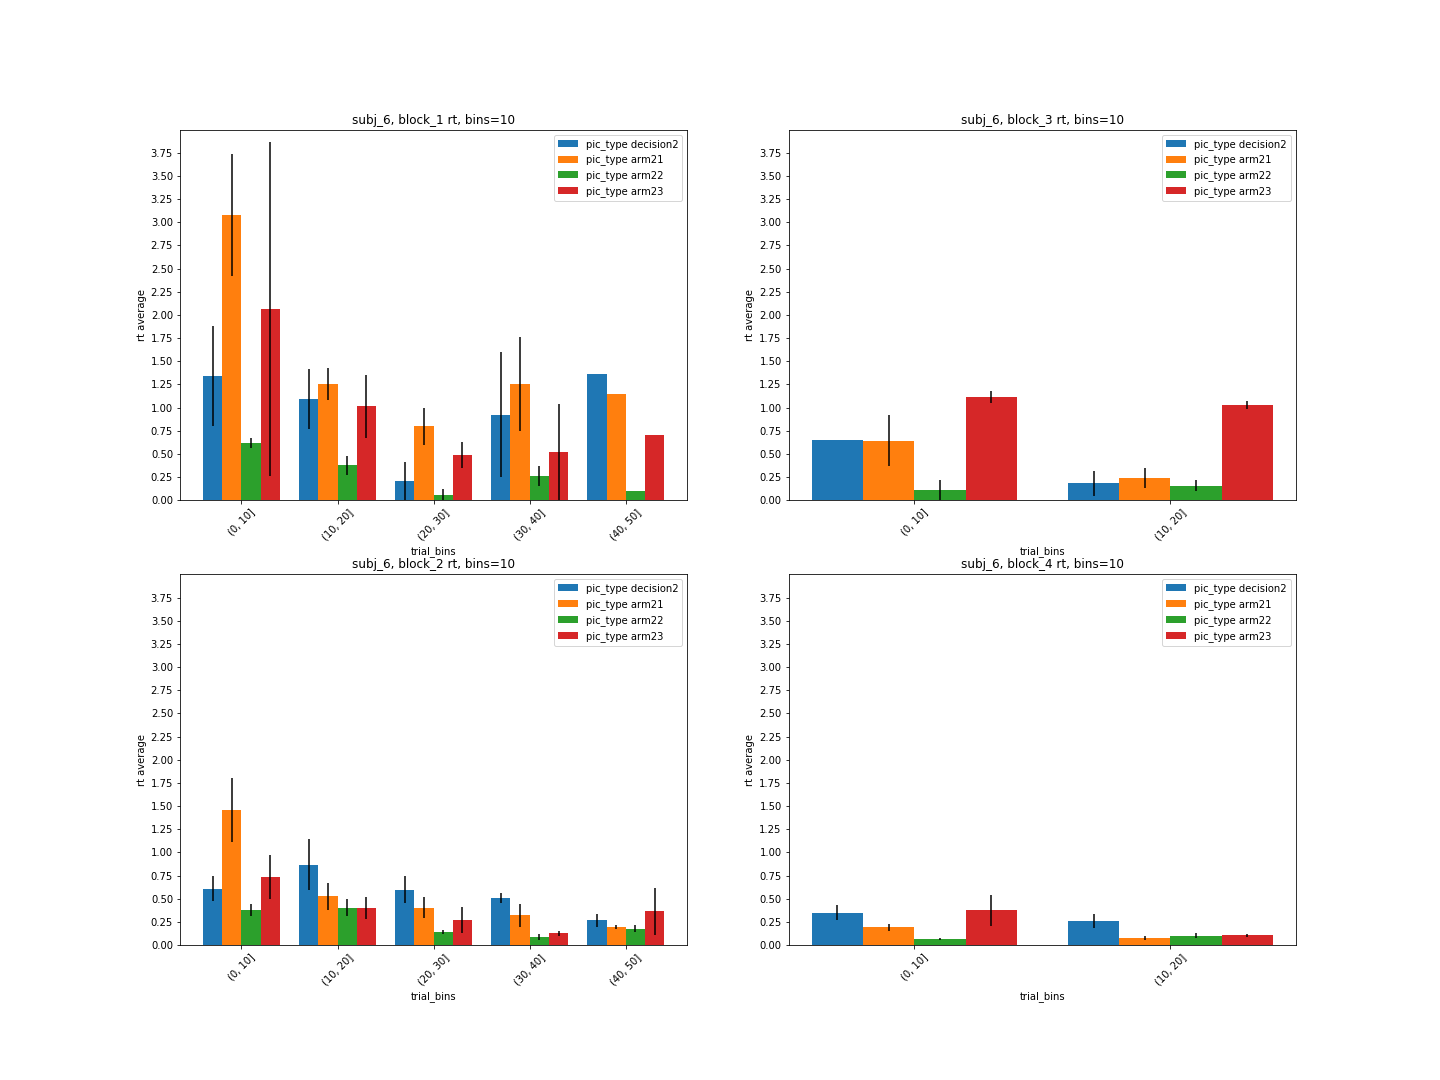 subj_6, block_1 rt, bins=10
pic_type decision2
pic_type arm21
pic_type arm22
pic_type arm23
3.75
3.50
3.25
3.00
2.75
2.50
2.25
2.00
1.75
1.50
1.25
1.00
0.75
0.50
0.25
0.00
rt average
(0, 10]
(10, 20]
(20, 30]
(30, 40]
(40, 50]
trial_bins
subj_6, block_3 rt, bins=10
pic_type decision2
pic_type arm21
pic_type arm22
pic_type arm23
3.75
3.50
3.25
3.00
2.75
2.50
2.25
2.00
1.75
1.50
1.25
1.00
0.75
0.50
0.25
0.00
rt average
(0, 10]
(10, 20]
trial_bins
subj_6, block_2 rt, bins=10
pic_type decision2
pic_type arm21
pic_type arm22
pic_type arm23
3.75
3.50
3.25
3.00
2.75
2.50
2.25
2.00
1.75
1.50
1.25
1.00
0.75
0.50
0.25
0.00
rt average
(0, 10]
(10, 20]
(20, 30]
(30, 40]
(40, 50]
trial_bins
subj_6, block_4 rt, bins=10
pic_type decision2
pic_type arm21
pic_type arm22
pic_type arm23
3.75
3.50
3.25
3.00
2.75
2.50
2.25
2.00
1.75
1.50
1.25
1.00
0.75
0.50
0.25
0.00
rt average
(0, 10]
(10, 20]
trial_bins